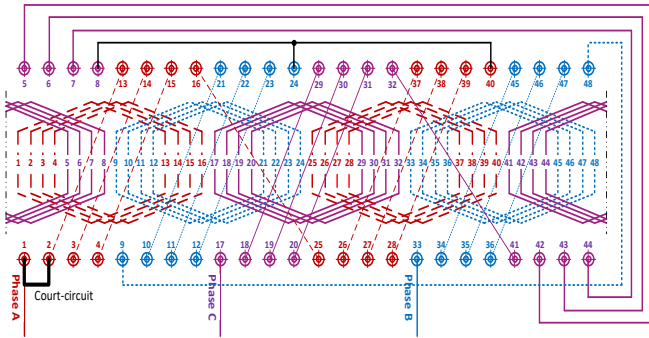 5 6 7 8 13 14 15 16 21 22 23 24 29 30 31 32 37 38 39 40 45 46 47 48
1 2 3 4 5 6 7 8 9 10 11 12 13 14 15 16 17 18 19 20 21 22 23 24 25 26 27 28 29 30 31 32 33 34 35 36 37 38 39 40 41 42 43 44 45 46 47 48
1 2 3 4 9 10 11 12 17 18 19 20 25 26 27 28 33 34 35 36 41 42 43 44
Phase A
Court-circuit
Phase C
Phase B